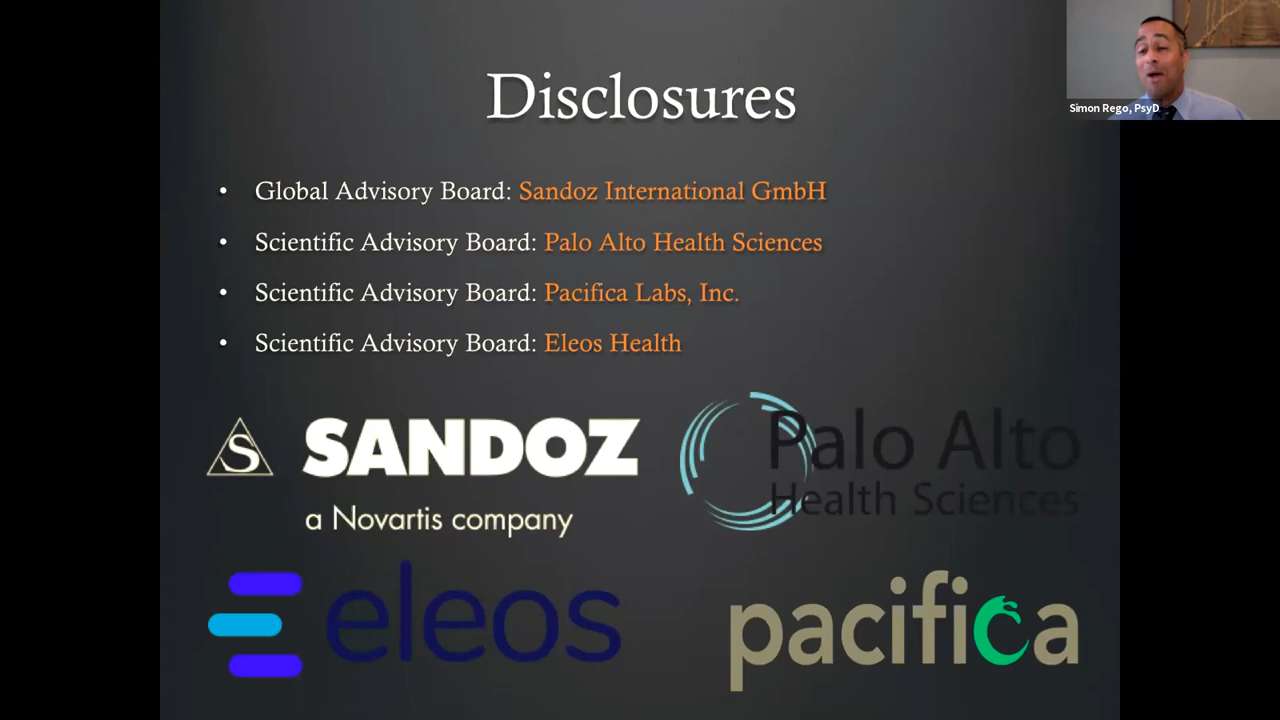 Disclosures
Simon Rego, PsyD
• Global Advisory Board: Sandoz International GmbH
• Scientific Advisory Board: Palo Alto Health Sciences
• Scientific Advisory Board: Pacifica Labs, Inc.
• Scientific Advisory Board: Eleos Health
S SANDOZ
a Novartis company
Palo Alto
Health Sciences
eleos
pacifica